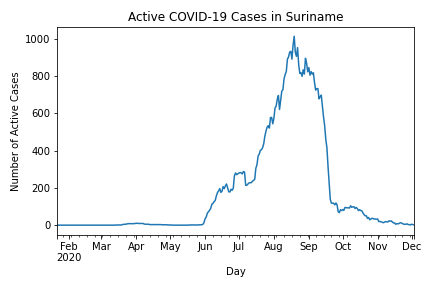 Active COVID-19 Cases in Suriname
Number of Active Cases
1000
800
600
400
200
0
Feb Mar Apr May Jun Jul Aug Sep Oct Nov Dec
2020
Day